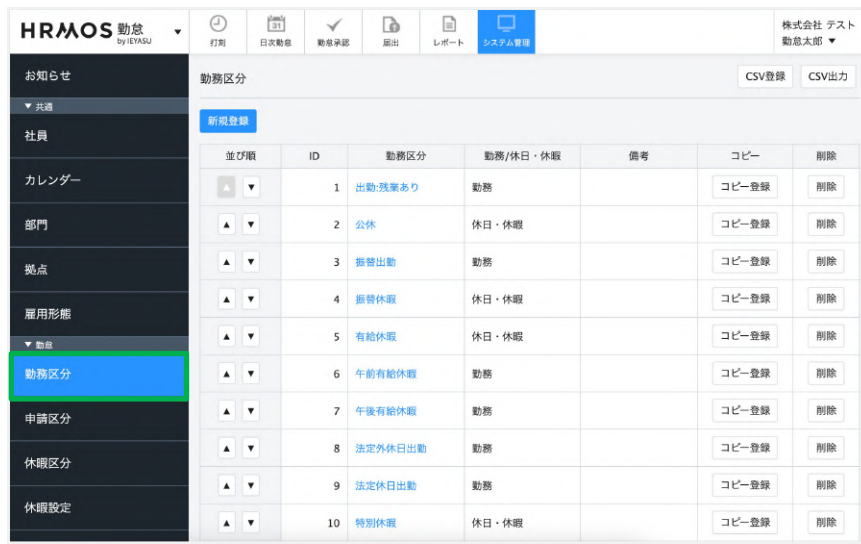 HRMOS 勤怠 ▼
by IEYASU
打刻
31
日次勤怠
勤怠承認
届出
レポート
システム管理
株式会社 テスト
勤怠太郎 ▼
お知らせ
▼ 共通
社員
カレンダー
部門
拠点
雇用形態
▼ 勤怠
勤務区分
申請区分
休暇区分
休暇設定
勤務区分
CSV登録 CSV出力
新規登録
並び順 ID 勤務区分 勤務/休日・休暇 備考 コピー 削除
▲ ▼ 1 出勤:残業あり 勤務 コピー登録 削除
▲ ▼ 2 公休 休日・休暇 コピー登録 削除
▲ ▼ 3 振替出勤 勤務 コピー登録 削除
▲ ▼ 4 振替休暇 休日・休暇 コピー登録 削除
▲ ▼ 5 有給休暇 休日・休暇 コピー登録 削除
▲ ▼ 6 午前有給休暇 勤務 コピー登録 削除
▲ ▼ 7 午後有給休暇 勤務 コピー登録 削除
▲ ▼ 8 法定外休日出勤 勤務 コピー登録 削除
▲ ▼ 9 法定休日出勤 勤務 コピー登録 削除
▲ ▼ 10 特別休暇 休日・休暇 コピー登録 削除